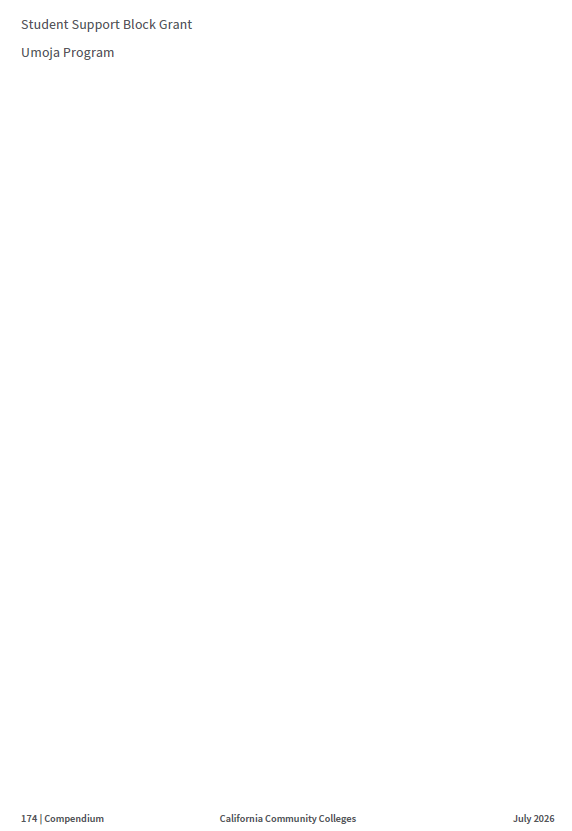 Student Support Block Grant
Umoja Program
174 | Compendium California Community Colleges July 2026